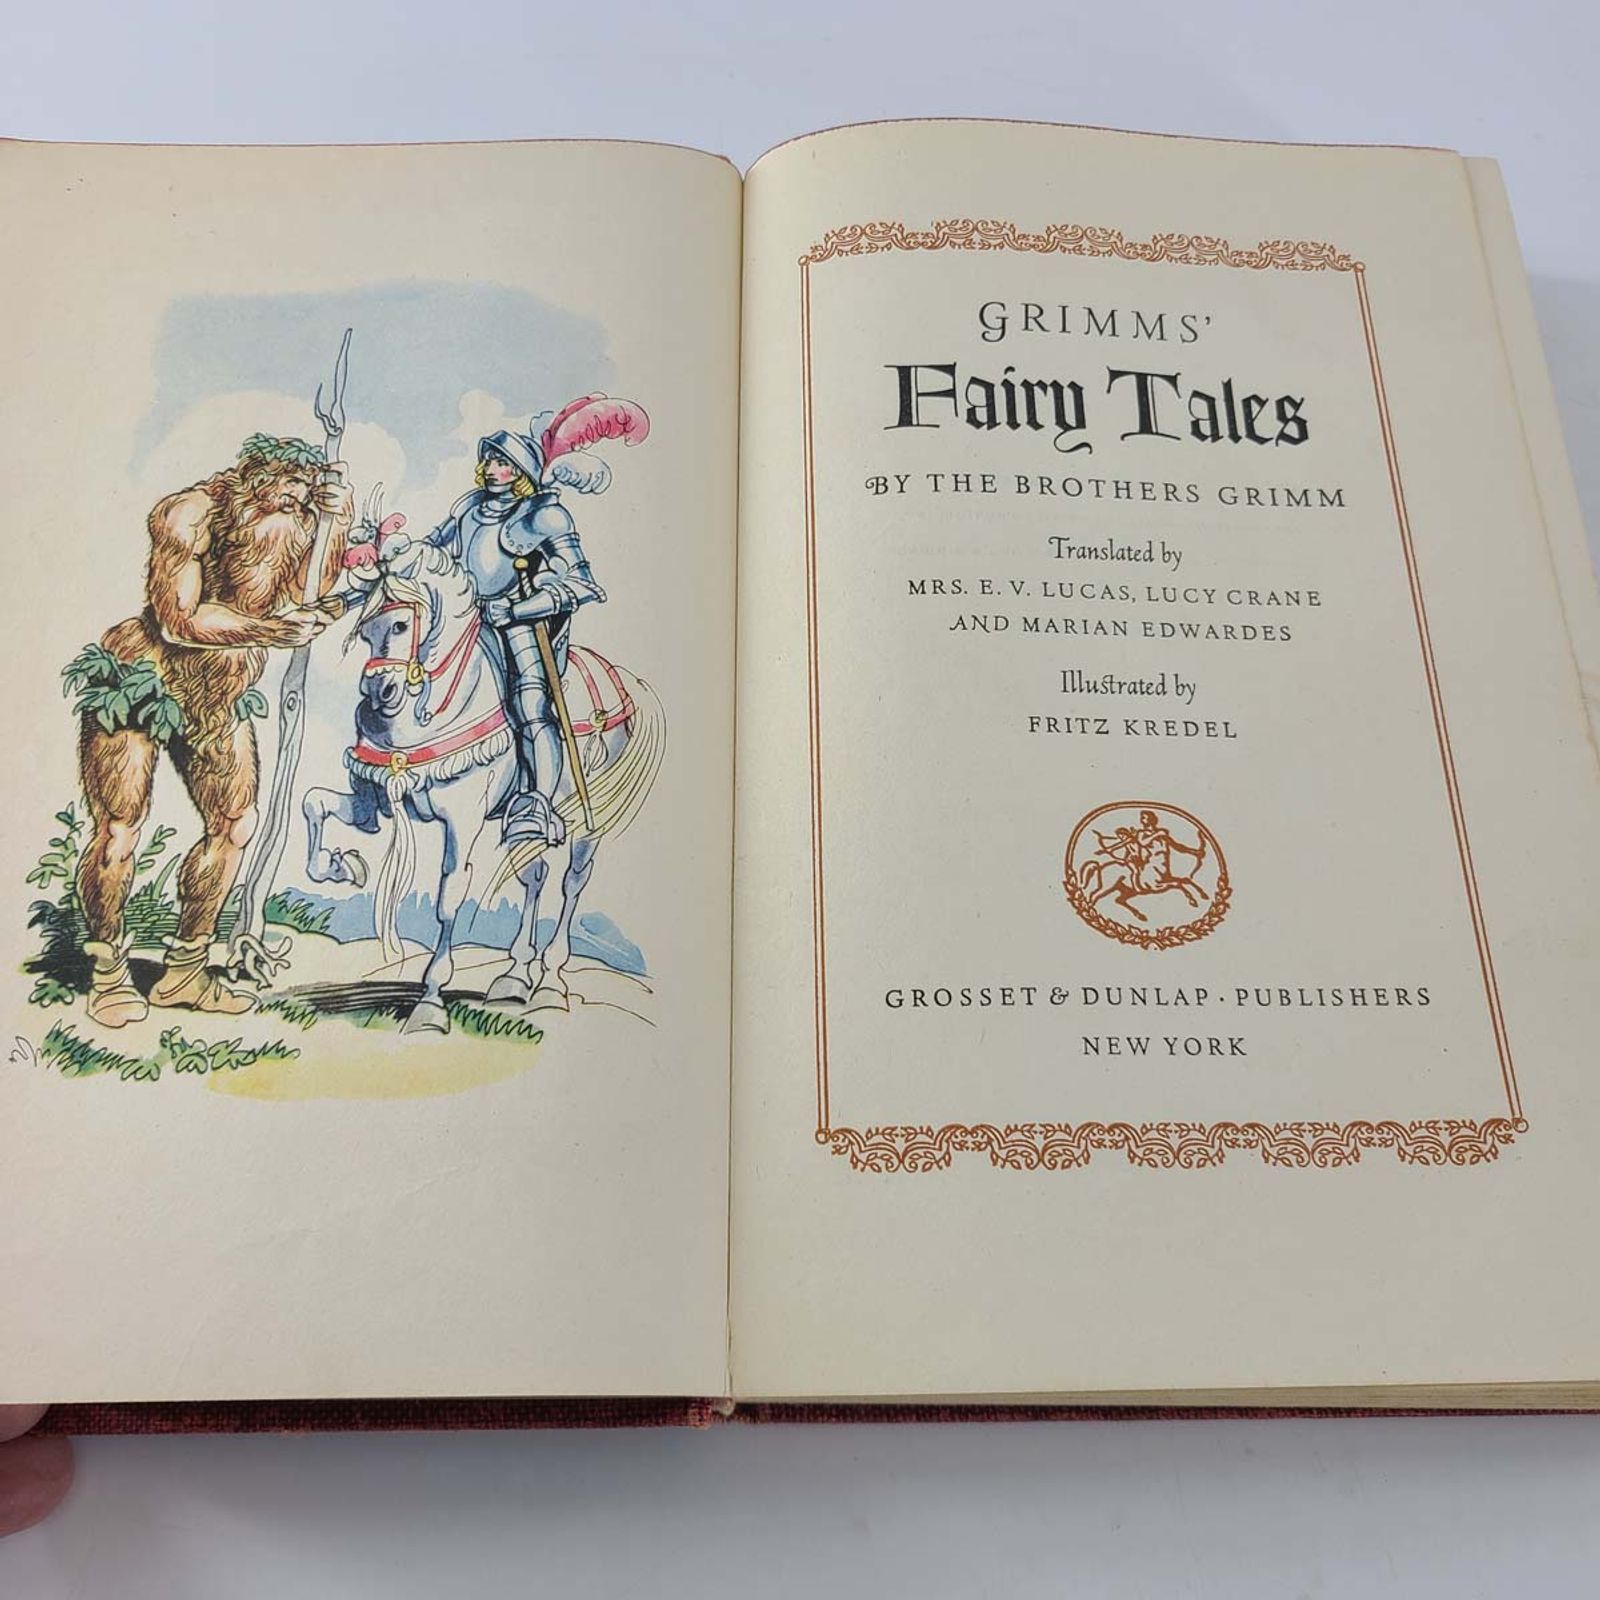 GRIMMS'
Fairy Tales
BY THE BROTHERS GRIMM
Translated by
MRS. E. V. LUCAS, LUCY CRANE
AND MARIAN EDWARDES
Illustrated by
FRITZ KREDEL
GROSSET & DUNLAP · PUBLISHERS
NEW YORK